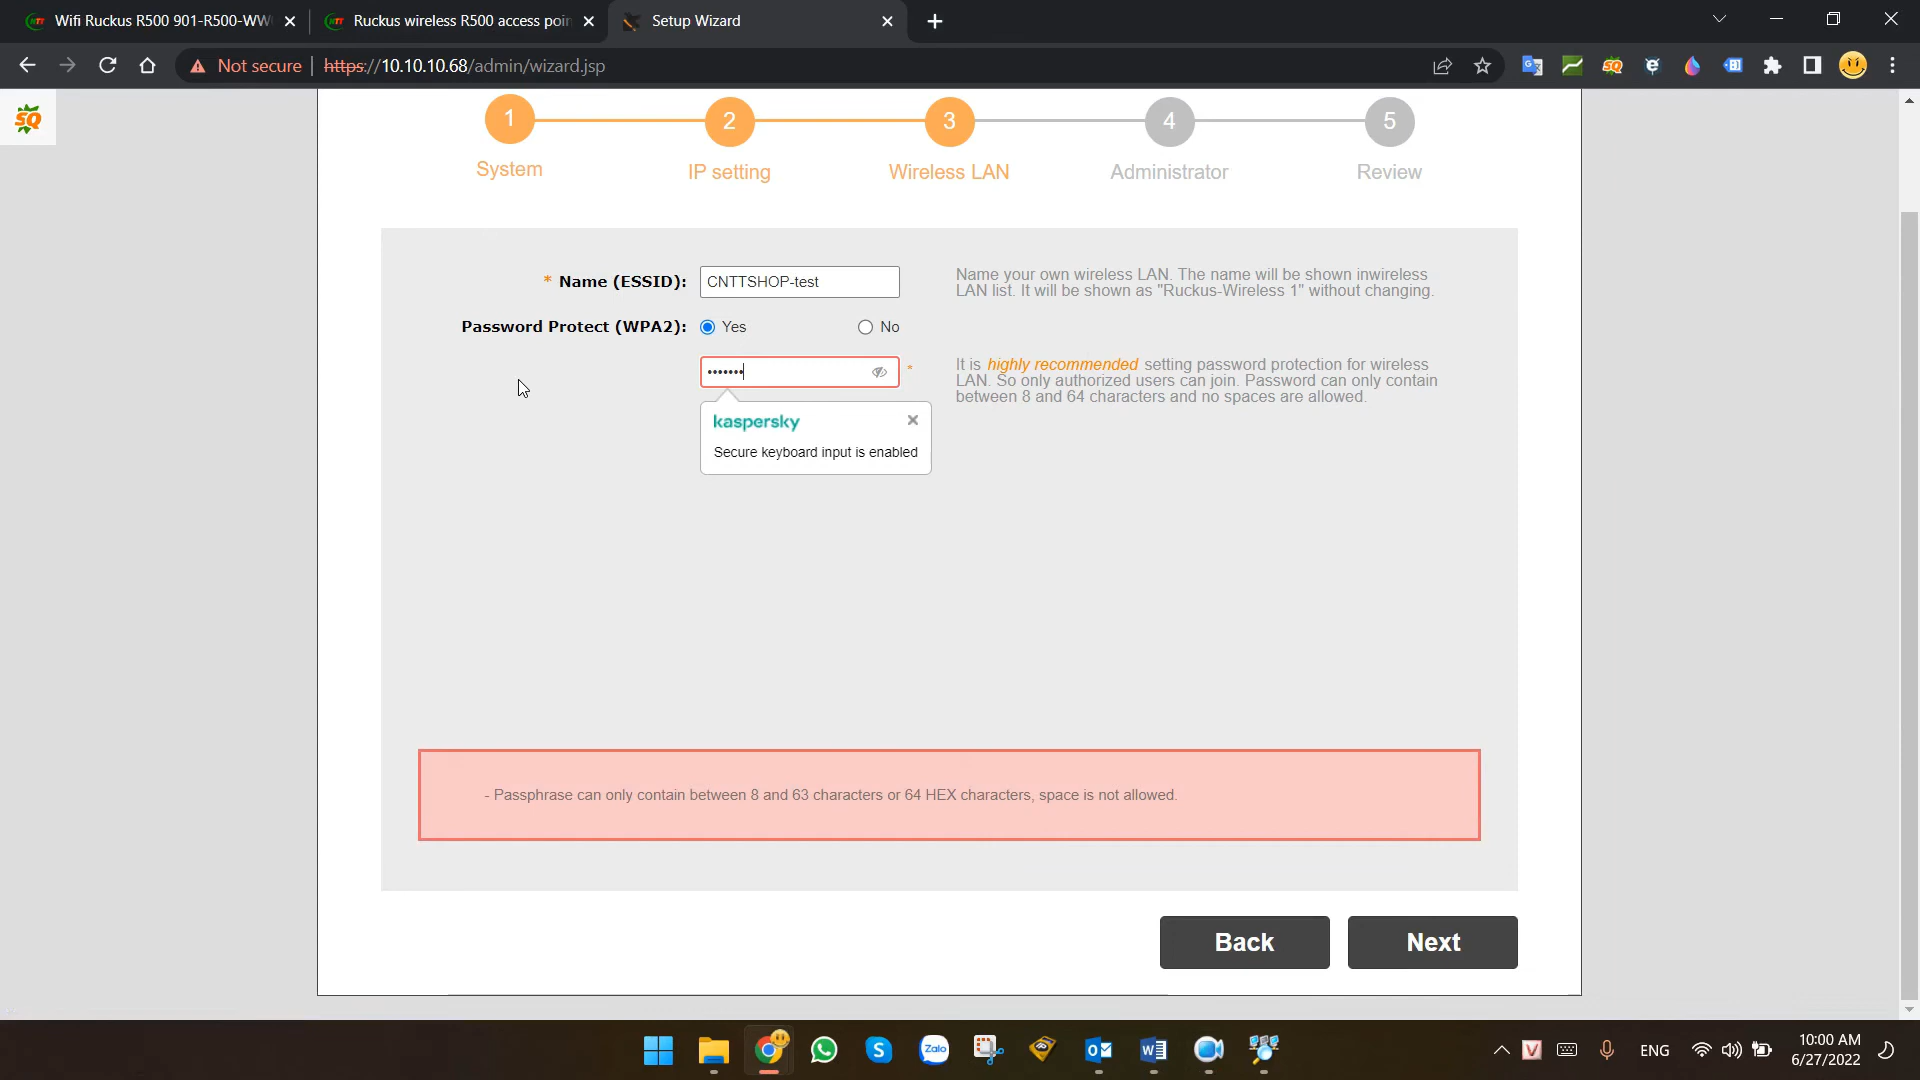 Wifi Ruckus R500 901-R500-WW
Ruckus wireless R500 access poin
Setup Wizard
Not secure
https://10.10.10.68/admin/wizard.jsp
SQ
1
2
3
4
5
System
IP setting
Wireless LAN
Administrator
Review
* Name (ESSID):
CNTTSHOP-test
Name your own wireless LAN. The name will be shown inwireless
LAN list. It will be shown as "Ruckus-Wireless 1" without changing.
Password Protect (WPA2):
Yes
No
*
It is highly recommended setting password protection for wireless
LAN. So only authorized users can join. Password can only contain
between 8 and 64 characters and no spaces are allowed.
kaspersky
Secure keyboard input is enabled
- Passphrase can only contain between 8 and 63 characters or 64 HEX characters, space is not allowed.
Back
Next
Zalo
ENG
10:00 AM
6/27/2022